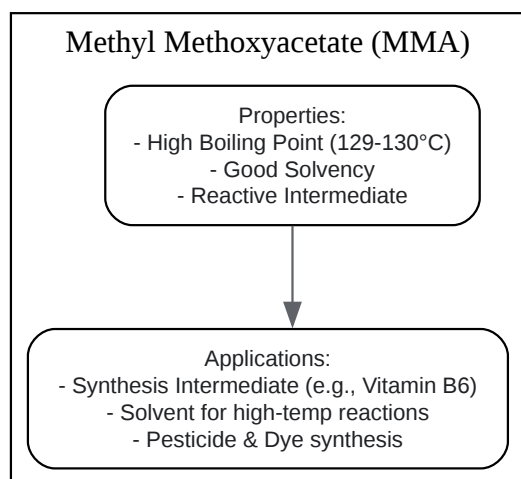 Methyl Methoxyacetate (MMA)
Properties:
- High Boiling Point (129-130°C)
- Good Solvency
- Reactive Intermediate
Applications:
- Synthesis Intermediate (e.g., Vitamin B6)
- Solvent for high-temp reactions
- Pesticide & Dye synthesis